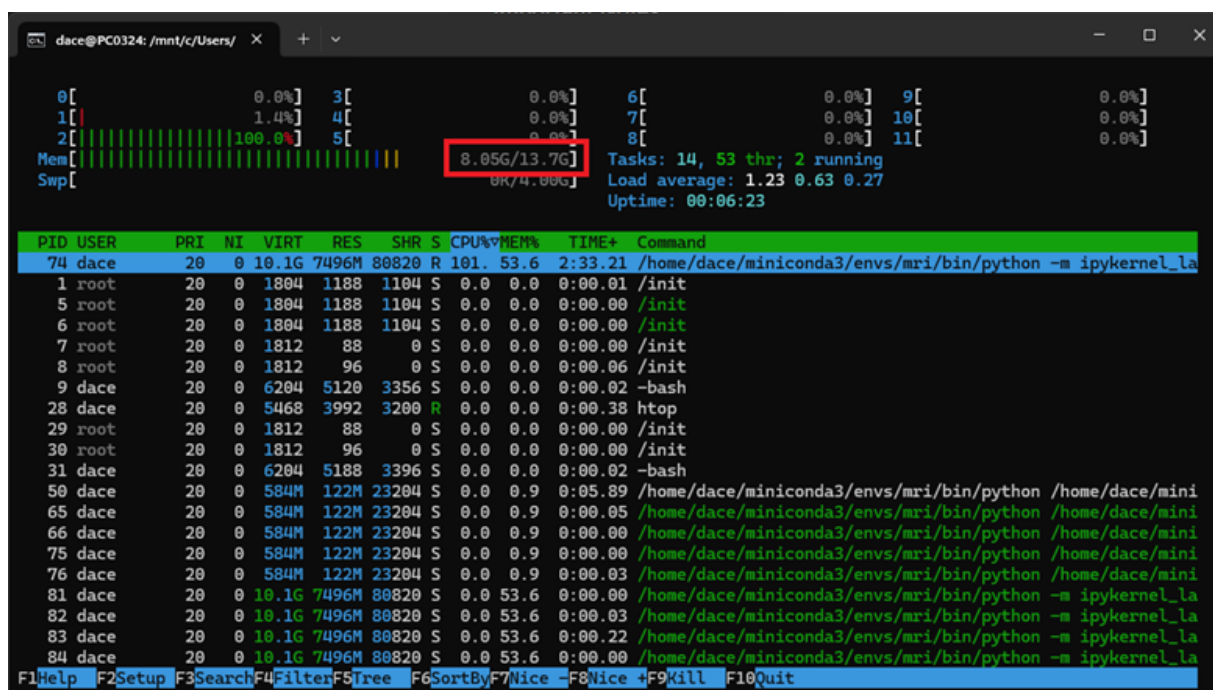 dace@PC0324: /mnt/c/Users/
0[ 0.0%] 3[ 0.0%] 6[ 0.0%] 9[ 0.0%]
1[| 1.4%] 4[ 0.0%] 7[ 0.0%] 10[ 0.0%]
2[||||||||||||||||||100.0%] 5[ 0.0%] 8[ 0.0%] 11[ 0.0%]
Mem[||||||||||||||||||||||||||||||||| 8.05G/13.7G] Tasks: 14, 53 thr; 2 running
Swp[ 0K/4.00G] Load average: 1.23 0.63 0.27
Uptime: 00:06:23
PID USER PRI NI VIRT RES SHR S CPU%▽MEM% TIME+ Command
74 dace 20 0 10.1G 7496M 80820 R 101. 53.6 2:33.21 /home/dace/miniconda3/envs/mri/bin/python -m ipykernel_la
1 root 20 0 1804 1188 1104 S 0.0 0.0 0:00.01 /init
5 root 20 0 1804 1188 1104 S 0.0 0.0 0:00.00 /init
6 root 20 0 1804 1188 1104 S 0.0 0.0 0:00.00 /init
7 root 20 0 1812 88 0 S 0.0 0.0 0:00.00 /init
8 root 20 0 1812 96 0 S 0.0 0.0 0:00.06 /init
9 dace 20 0 6204 5120 3356 S 0.0 0.0 0:00.02 -bash
28 dace 20 0 5468 3992 3200 R 0.0 0.0 0:00.38 htop
29 root 20 0 1812 88 0 S 0.0 0.0 0:00.00 /init
30 root 20 0 1812 96 0 S 0.0 0.0 0:00.00 /init
31 dace 20 0 6204 5188 3396 S 0.0 0.0 0:00.02 -bash
50 dace 20 0 584M 122M 23204 S 0.0 0.9 0:05.89 /home/dace/miniconda3/envs/mri/bin/python /home/dace/mini
65 dace 20 0 584M 122M 23204 S 0.0 0.9 0:00.05 /home/dace/miniconda3/envs/mri/bin/python /home/dace/mini
66 dace 20 0 584M 122M 23204 S 0.0 0.9 0:00.00 /home/dace/miniconda3/envs/mri/bin/python /home/dace/mini
75 dace 20 0 584M 122M 23204 S 0.0 0.9 0:00.00 /home/dace/miniconda3/envs/mri/bin/python /home/dace/mini
76 dace 20 0 584M 122M 23204 S 0.0 0.9 0:00.03 /home/dace/miniconda3/envs/mri/bin/python /home/dace/mini
81 dace 20 0 10.1G 7496M 80820 S 0.0 53.6 0:00.00 /home/dace/miniconda3/envs/mri/bin/python -m ipykernel_la
82 dace 20 0 10.1G 7496M 80820 S 0.0 53.6 0:00.03 /home/dace/miniconda3/envs/mri/bin/python -m ipykernel_la
83 dace 20 0 10.1G 7496M 80820 S 0.0 53.6 0:00.22 /home/dace/miniconda3/envs/mri/bin/python -m ipykernel_la
84 dace 20 0 10.1G 7496M 80820 S 0.0 53.6 0:00.00 /home/dace/miniconda3/envs/mri/bin/python -m ipykernel_la
F1Help F2Setup F3SearchF4FilterF5Tree F6SortByF7Nice -F8Nice +F9Kill F10Quit